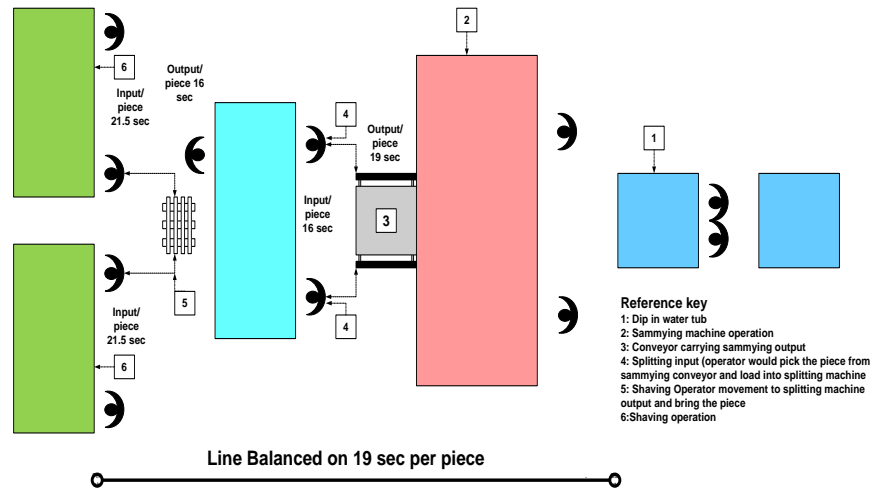 2
6
Output/
piece 16
sec
Input/
piece
21.5 sec
4
Output/
piece
19 sec
1
Input/
piece
16 sec
3
5
4
Input/
piece
21.5 sec
6
Reference key
1: Dip in water tub
2: Sammying machine operation
3: Conveyor carrying sammying output
4: Splitting input (operator would pick the piece from
sammying conveyor and load into splitting machine
5: Shaving Operator movement to splitting machine
output and bring the piece
6:Shaving operation
Line Balanced on 19 sec per piece